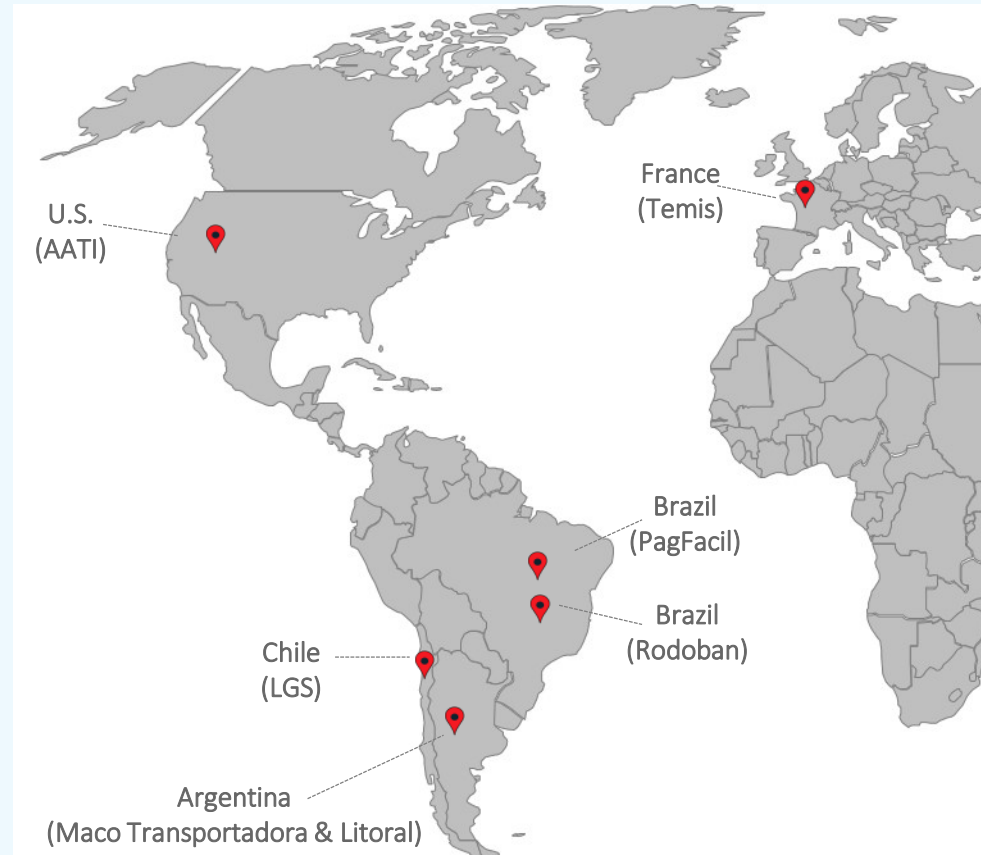 France
(Temis)
U.S.
(AATI)
Brazil
(PagFacil)
Brazil
(Rodoban)
Chile
(LGS)
Argentina
(Maco Transportadora & Litoral)